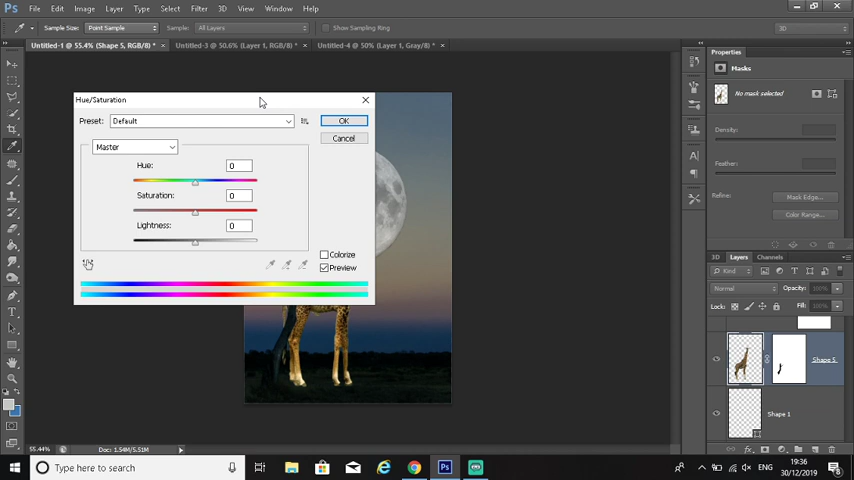 Ps File Edit Image Layer Type Select Filter 3D View Window Help
Sample Size: Point Sample Sample: All Layers Show Sampling Ring 3D
Untitled-1 @ 55.4% (Shape 5, RGB/8) * × Untitled-3 @ 50.6% (Layer 1, RGB/8) * × Untitled-4 @ 50% (Layer 1, Gray/8) * ×
Hue/Saturation
Preset: Default
OK
Cancel
Master
Hue: 0
Saturation: 0
Lightness: 0
Colorize
Preview
Properties
Masks
No mask selected
Density:
Feather:
Refine: Mask Edge...
Color Range...
3D Layers Channels
Kind
Normal Opacity: 100%
Lock: Fill: 100%
Shape 5
Shape 1
55.44% Doc: 1.54M/5.51M
Type here to search
ENG
19:36
30/12/2019